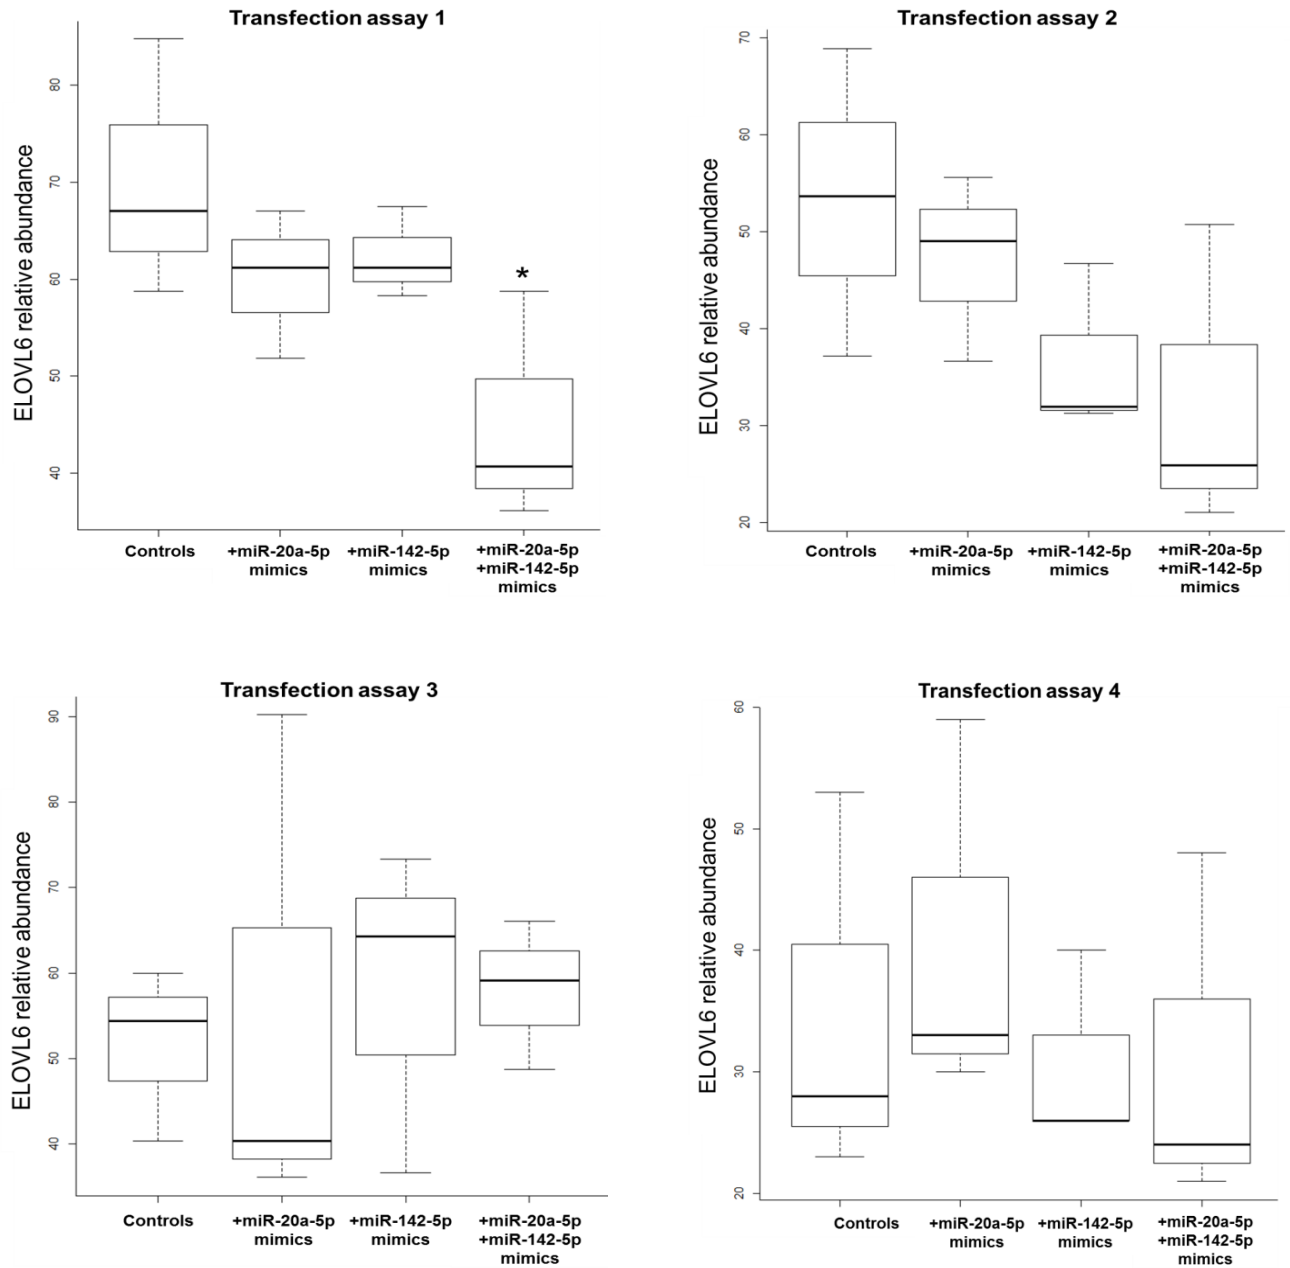 Transfection assay 1
ELOVL6 relative abundance
80
70
60
50
40
*
Controls
+miR-20a-5p
mimics
+miR-142-5p
mimics
+miR-20a-5p
+miR-142-5p
mimics
Transfection assay 2
ELOVL6 relative abundance
70
60
50
40
30
20
Controls
+miR-20a-5p
mimics
+miR-142-5p
mimics
+miR-20a-5p
+miR-142-5p
mimics
Transfection assay 3
ELOVL6 relative abundance
90
80
70
60
50
40
Controls
+miR-20a-5p
mimics
+miR-142-5p
mimics
+miR-20a-5p
+miR-142-5p
mimics
Transfection assay 4
ELOVL6 relative abundance
60
50
40
30
20
Controls
+miR-20a-5p
mimics
+miR-142-5p
mimics
+miR-20a-5p
+miR-142-5p
mimics